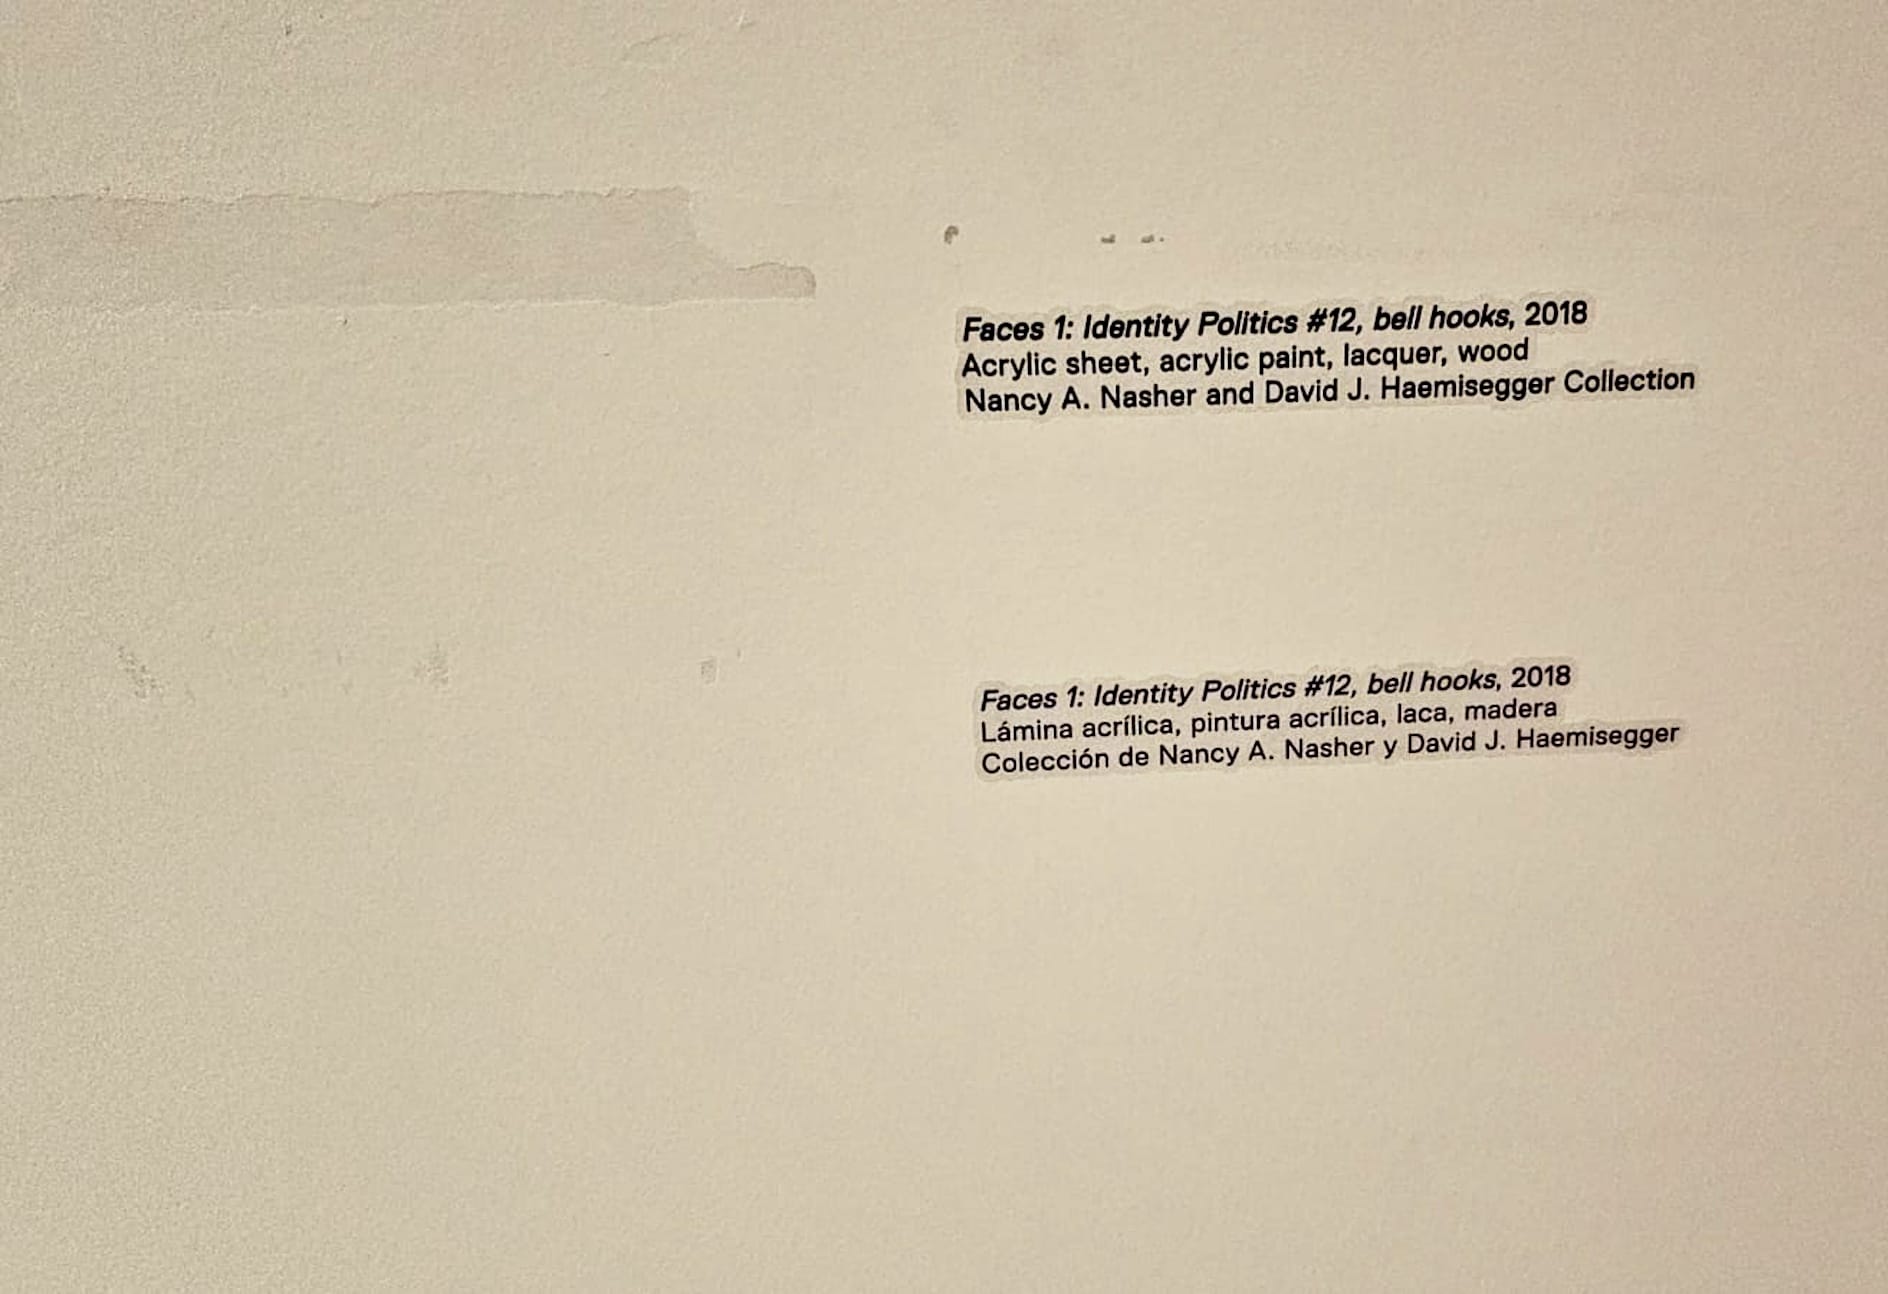 Faces 1: Identity Politics #12, bell hooks, 2018
Acrylic sheet, acrylic paint, lacquer, wood
Nancy A. Nasher and David J. Haemisegger Collection
Faces 1: Identity Politics #12, bell hooks, 2018
Lámina acrílica, pintura acrílica, laca, madera
Colección de Nancy A. Nasher y David J. Haemisegger